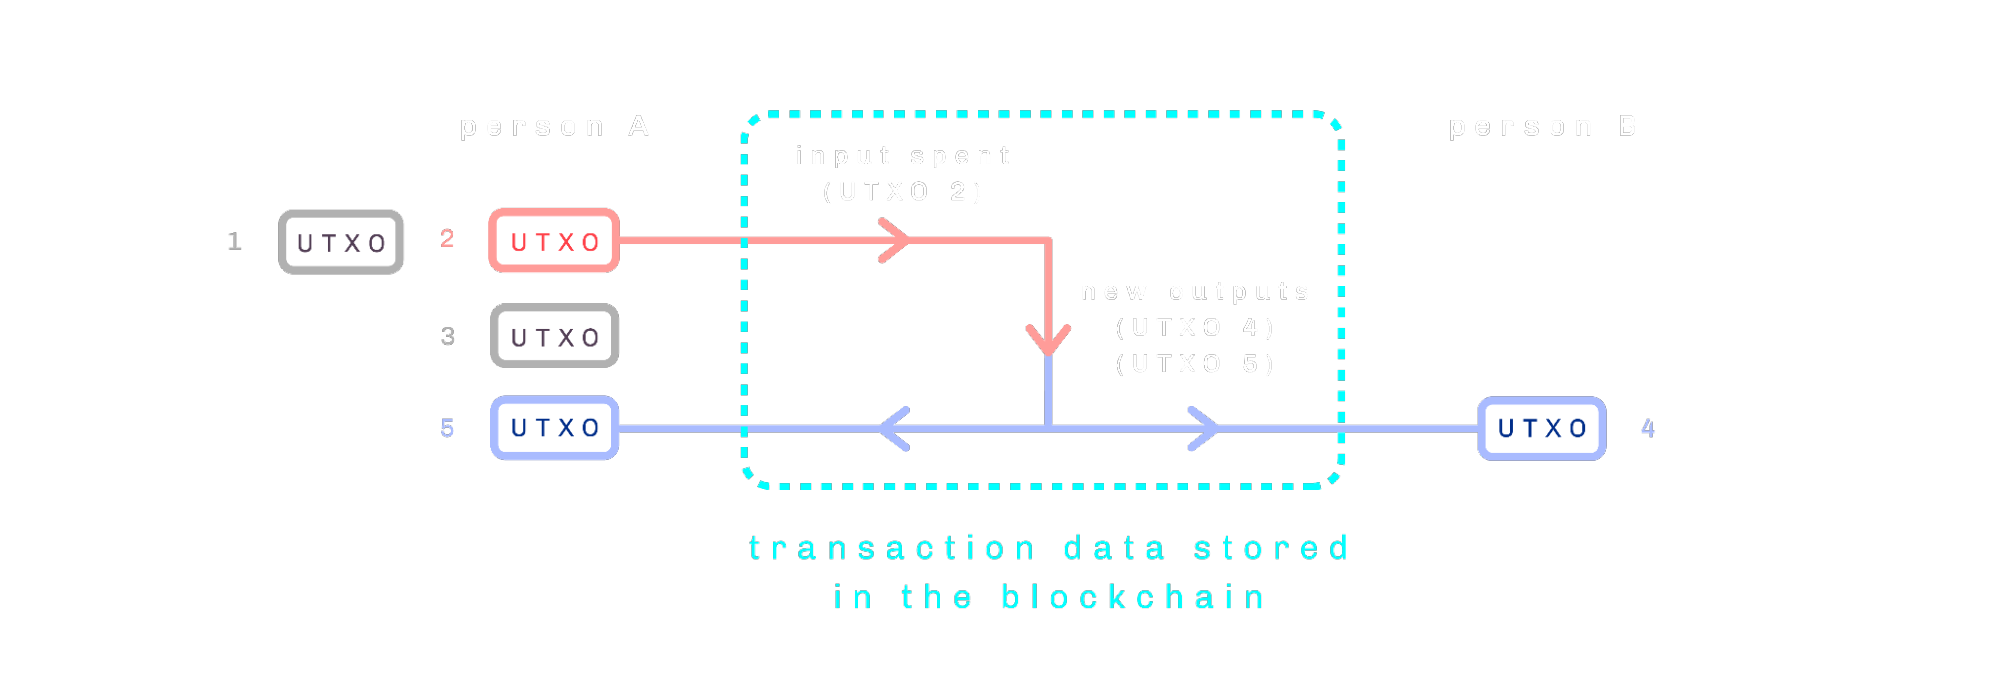 person A
person B
input spent
(UTXO 2)
1 UTXO 2 UTXO
new outputs
(UTXO 4)
(UTXO 5)
3 UTXO
5 UTXO
UTXO 4
transaction data stored
in the blockchain